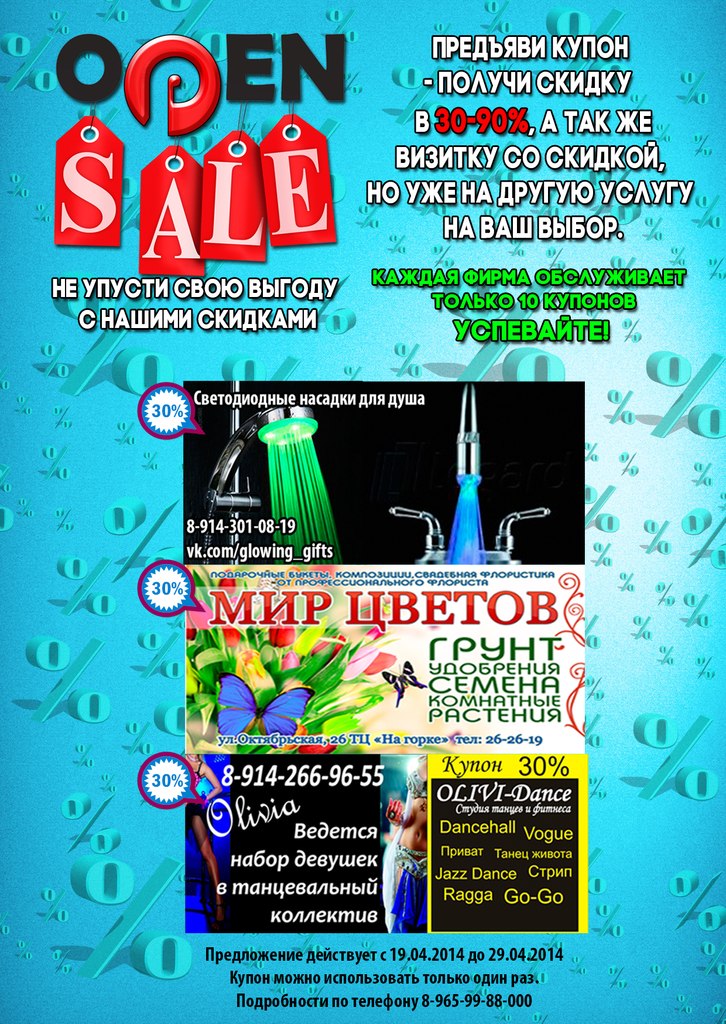 OPEN
SALE
НЕ УПУСТИ СВОЮ ВЫГОДУ
С НАШИМИ СКИДКАМИ
ПРЕДЪЯВИ КУПОН
- ПОЛУЧИ СКИДКУ
В 30-90%, А ТАК ЖЕ
ВИЗИТКУ СО СКИДКОЙ,
НО УЖЕ НА ДРУГУЮ УСЛУГУ
НА ВАШ ВЫБОР.
КАЖДАЯ ФИРМА ОБСЛУЖИВАЕТ
ТОЛЬКО 10 КУПОНОВ
УСПЕВАЙТЕ!
30%
Светодиодные насадки для душа
8-914-301-08-19
vk.com/glowing_gifts
30%
ПОДАРОЧНЫЕ БУКЕТЫ, КОМПОЗИЦИИ, СВАДЕБНАЯ ФЛОРИСТИКА
-ОТ ПРОФЕССИОНАЛЬНОГО ФЛОРИСТА
МИР ЦВЕТОВ
ГРУНТ
УДОБРЕНИЯ
СЕМЕНА
КОМНАТНЫЕ
РАСТЕНИЯ
ул.Октябрьская, 26 ТЦ «На горке» тел: 26-26-19
30%
8-914-266-96-55
Olivia
Ведется
набор девушек
в танцевальный
коллектив
Купон 30%
OLIVI-Dance
Студия танцев и фитнеса
Dancehall Vogue
Приват Танец живота
Jazz Dance Стрип
Ragga Go-Go
Предложение действует с 19.04.2014 до 29.04.2014
Купон можно использовать только один раз.
Подробности по телефону 8-965-99-88-000